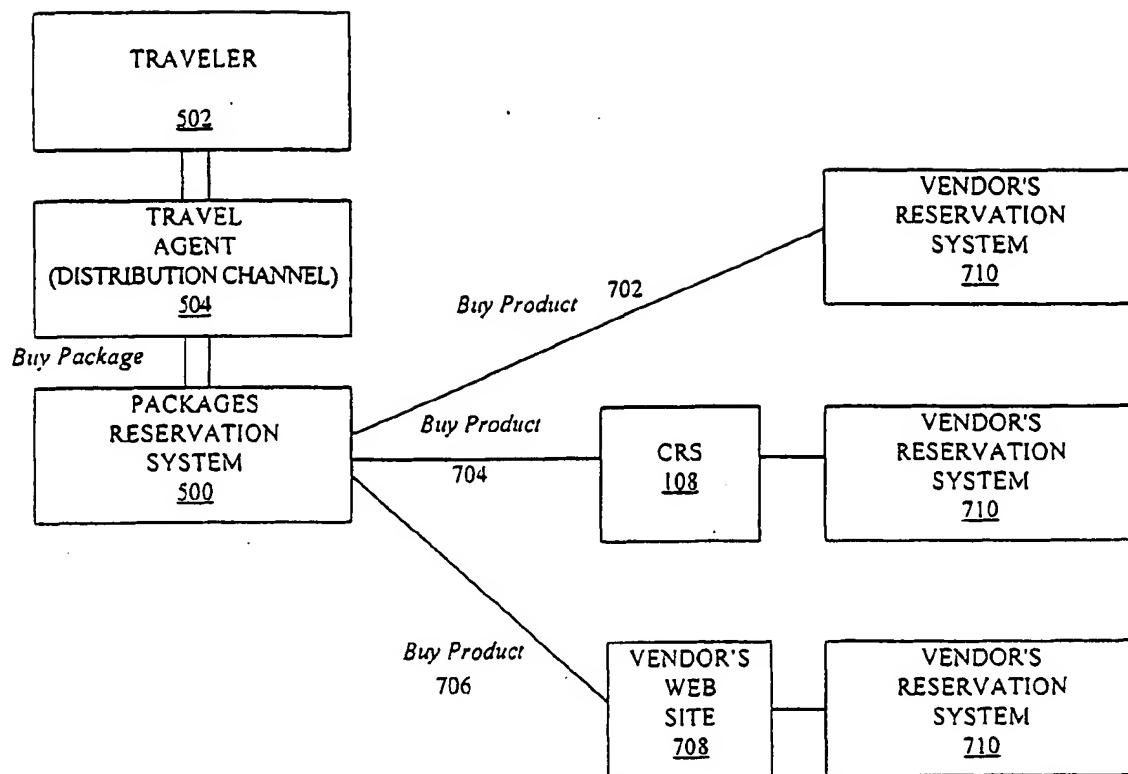 TRAVELER
502
TRAVEL
AGENT
(DISTRIBUTION CHANNEL)
504
Buy Package
PACKAGES
RESERVATION
SYSTEM
500
Buy Product
702
VENDOR'S
RESERVATION
SYSTEM
710
Buy Product
704
CRS
108
VENDOR'S
RESERVATION
SYSTEM
710
Buy Product
706
VENDOR'S
WEB
SITE
708
VENDOR'S
RESERVATION
SYSTEM
710